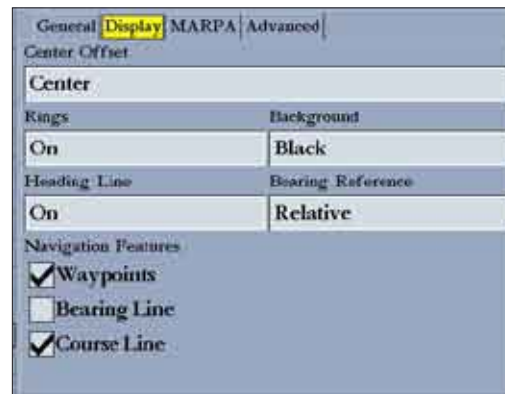 General Display MARPA Advanced
Center Offset
Center
Rings Background
On Black
Heading Line Bearing Reference
On Relative
Navigation Features
Waypoints
Bearing Line
Course Line